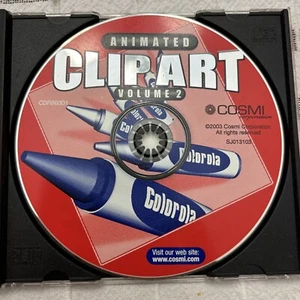 ANIMATED
CLIP ART
VOLUME 2
COSMI
©2003 Cosmi Corporation
All rights reserved
SJ013103
Colorola
Colorola
Colorola
Visit our web site:
www.cosmi.com